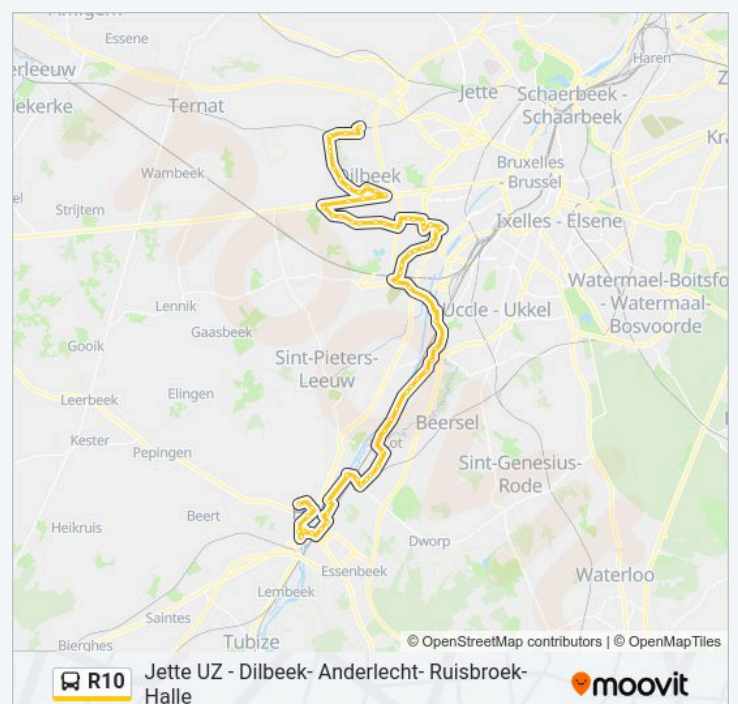 Essene
Haren
erleeuw
Jette
Schaerbeek -
Schaarbeek
ekerke
Ternat
Bruxelles
- Brussel
Wambeek
Dilbeek
Strijtem
Ixelles - Elsene
Watermael-Boitsfo
- Watermaal-
Bosvoorde
Lennik
Uccle - Ukkel
Gaasbeek
Gooik
Sint-Pieters-
Leeuw
Elingen
Leerbeek
Beersel
Kester
Lot
Pepingen
Sint-Genesius-
Rode
Beert
Heikruis
Dworp
Essenbeek
Waterloo
Lembeek
Saintes
Tubize
Bierghes
© OpenStreetMap contributors | © OpenMapTiles
R10
Jette UZ - Dilbeek- Anderlecht- Ruisbroek-
Halle
moovit